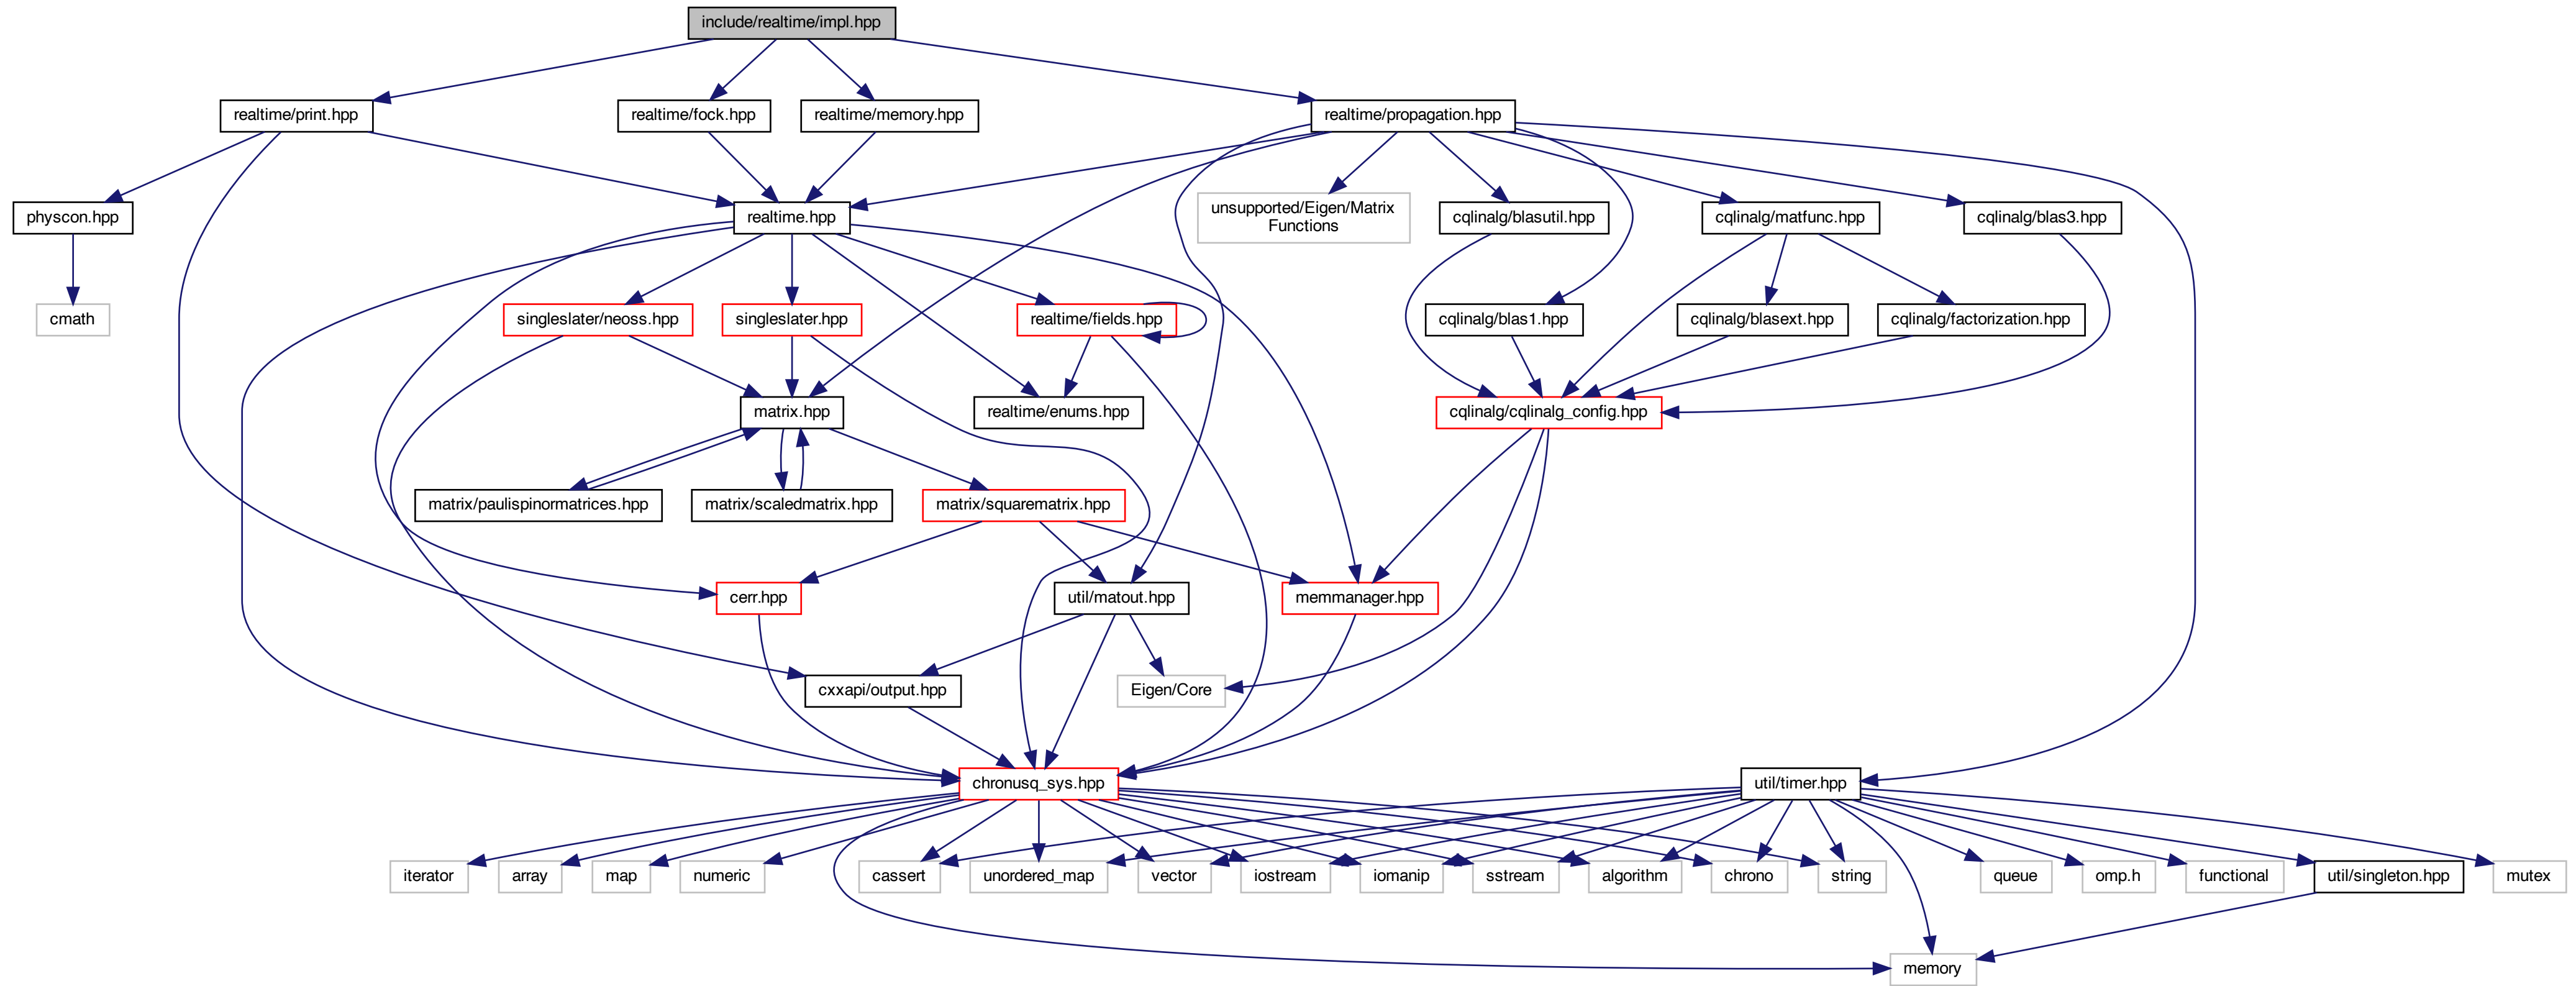 include/realtime/impl.hpp
realtime/print.hpp
realtime/fock.hpp
realtime/memory.hpp
realtime/propagation.hpp
physcon.hpp
realtime.hpp
unsupported/Eigen/Matrix
Functions
cqlinalg/blasutil.hpp
cqlinalg/matfunc.hpp
cqlinalg/blas3.hpp
cmath
singleslater/neoss.hpp
singleslater.hpp
realtime/fields.hpp
cqlinalg/blas1.hpp
cqlinalg/blasext.hpp
cqlinalg/factorization.hpp
matrix.hpp
realtime/enums.hpp
cqlinalg/cqlinalg_config.hpp
matrix/paulispinormatrices.hpp
matrix/scaledmatrix.hpp
matrix/squarematrix.hpp
cerr.hpp
util/matout.hpp
memmanager.hpp
cxxapi/output.hpp
Eigen/Core
chronusq_sys.hpp
util/timer.hpp
iterator
array
map
numeric
cassert
unordered_map
vector
iostream
iomanip
sstream
algorithm
chrono
string
queue
omp.h
functional
util/singleton.hpp
mutex
memory